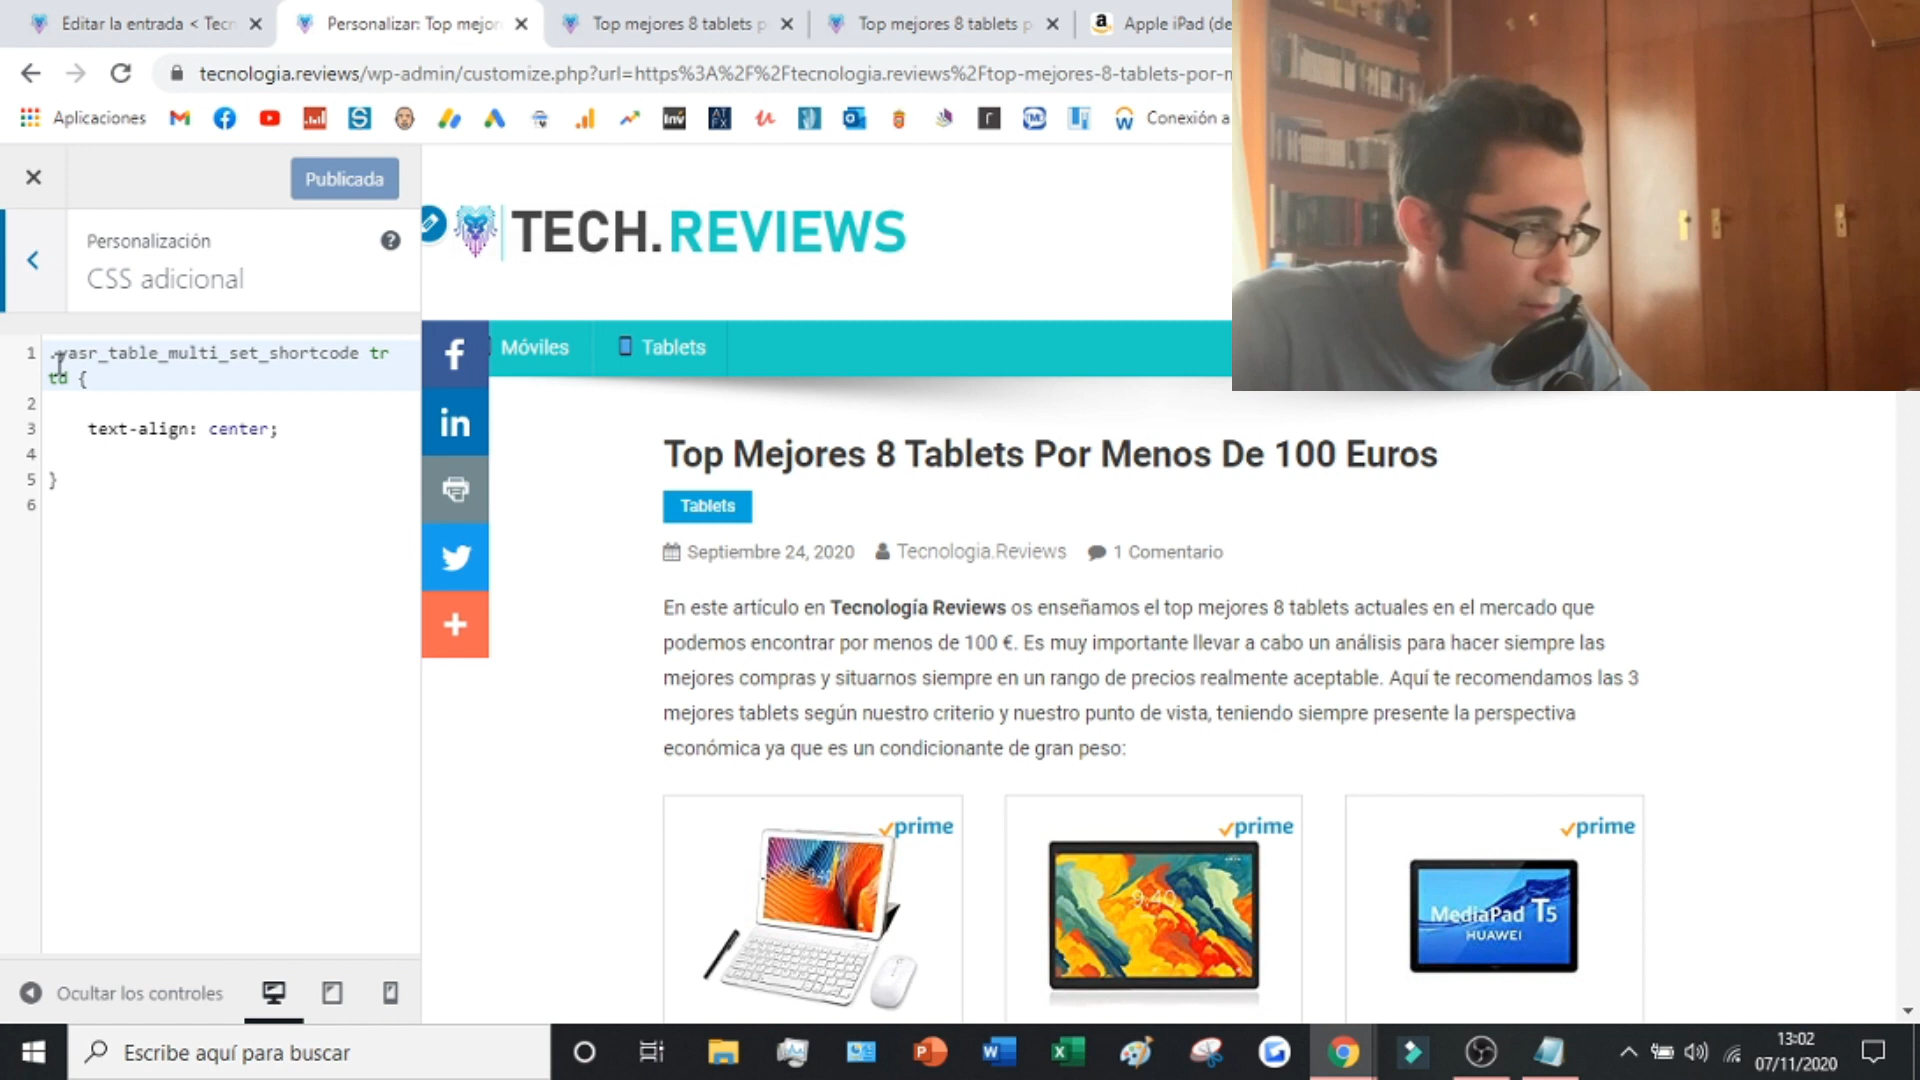 Editar la entrada < Tecn
Personalizar: Top mejor
Top mejores 8 tablets p
Top mejores 8 tablets p
Apple iPad (de
tecnologia.reviews/wp-admin/customize.php?url=https%3A%2F%2Ftecnologia.reviews%2Ftop-mejores-8-tablets-por-m
Aplicaciones
Conexión a
Publicada
Personalización
CSS adicional
1 .yasr_table_multi_set_shortcode tr
td {
2
3 text-align: center;
4
5 }
6
TECH.REVIEWS
Móviles
Tablets
Top Mejores 8 Tablets Por Menos De 100 Euros
Tablets
Septiembre 24, 2020
Tecnologia.Reviews
1 Comentario
En este artículo en Tecnología Reviews os enseñamos el top mejores 8 tablets actuales en el mercado que
podemos encontrar por menos de 100 €. Es muy importante llevar a cabo un análisis para hacer siempre las
mejores compras y situarnos siempre en un rango de precios realmente aceptable. Aquí te recomendamos las 3
mejores tablets según nuestro criterio y nuestro punto de vista, teniendo siempre presente la perspectiva
económica ya que es un condicionante de gran peso:
prime
prime
prime
9:40
MediaPad T5
HUAWEI
Ocultar los controles
Escribe aquí para buscar
13:02
07/11/2020